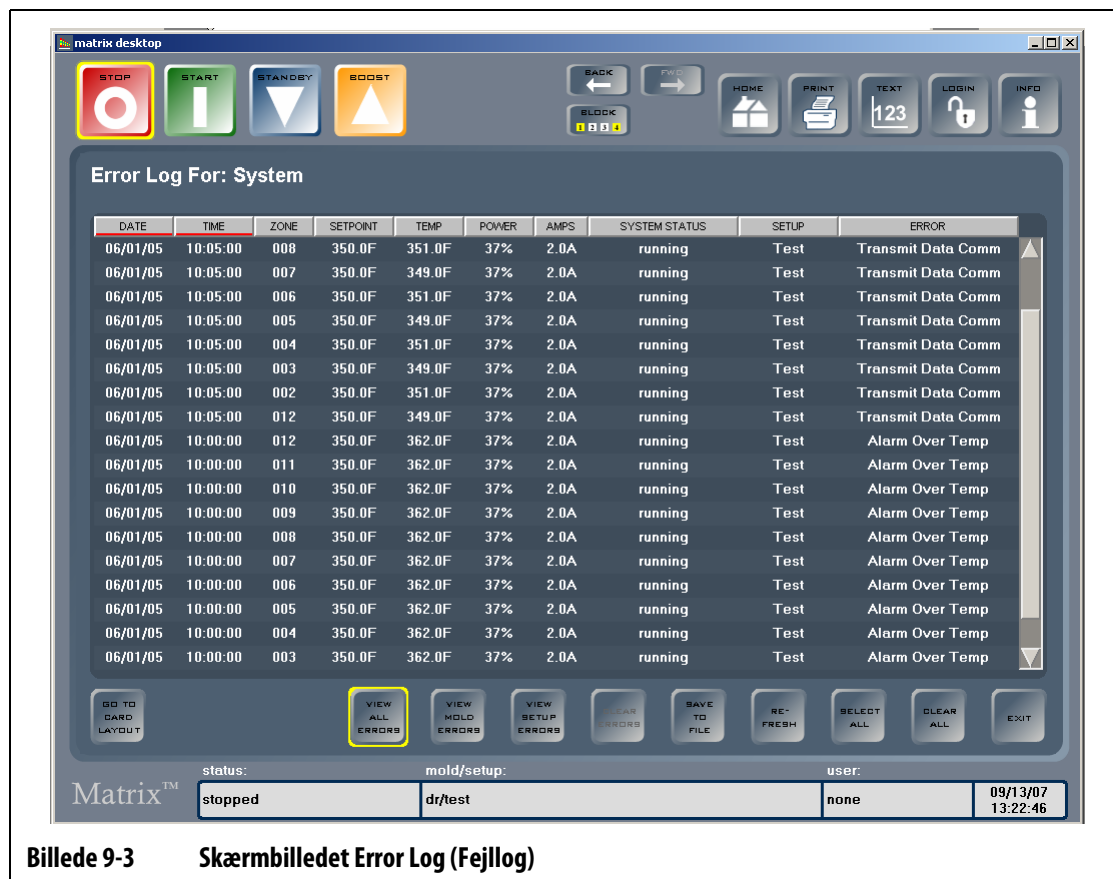 matrix desktop
STOP START STANDBY BOOST BACK FWD HOME PRINT TEXT LOGIN INFO
123
BLOCK
1 2 3 4
Error Log For: System
DATE TIME ZONE SETPOINT TEMP POWER AMPS SYSTEM STATUS SETUP ERROR
06/01/05 10:05:00 008 350.0F 351.0F 37% 2.0A running Test Transmit Data Comm
06/01/05 10:05:00 007 350.0F 349.0F 37% 2.0A running Test Transmit Data Comm
06/01/05 10:05:00 006 350.0F 351.0F 37% 2.0A running Test Transmit Data Comm
06/01/05 10:05:00 005 350.0F 349.0F 37% 2.0A running Test Transmit Data Comm
06/01/05 10:05:00 004 350.0F 351.0F 37% 2.0A running Test Transmit Data Comm
06/01/05 10:05:00 003 350.0F 349.0F 37% 2.0A running Test Transmit Data Comm
06/01/05 10:05:00 002 350.0F 351.0F 37% 2.0A running Test Transmit Data Comm
06/01/05 10:05:00 012 350.0F 349.0F 37% 2.0A running Test Transmit Data Comm
06/01/05 10:00:00 012 350.0F 362.0F 37% 2.0A running Test Alarm Over Temp
06/01/05 10:00:00 011 350.0F 362.0F 37% 2.0A running Test Alarm Over Temp
06/01/05 10:00:00 010 350.0F 362.0F 37% 2.0A running Test Alarm Over Temp
06/01/05 10:00:00 009 350.0F 362.0F 37% 2.0A running Test Alarm Over Temp
06/01/05 10:00:00 008 350.0F 362.0F 37% 2.0A running Test Alarm Over Temp
06/01/05 10:00:00 007 350.0F 362.0F 37% 2.0A running Test Alarm Over Temp
06/01/05 10:00:00 006 350.0F 362.0F 37% 2.0A running Test Alarm Over Temp
06/01/05 10:00:00 005 350.0F 362.0F 37% 2.0A running Test Alarm Over Temp
06/01/05 10:00:00 004 350.0F 362.0F 37% 2.0A running Test Alarm Over Temp
06/01/05 10:00:00 003 350.0F 362.0F 37% 2.0A running Test Alarm Over Temp
GO TO
CARD
LAYOUT
VIEW
ALL
ERRORS
VIEW
MOLD
ERRORS
VIEW
SETUP
ERRORS
CLEAR
ERRORS
SAVE
TO
FILE
RE-
FRESH
SELECT
ALL
CLEAR
ALL
EXIT
status: mold/setup: user:
Matrix™ stopped dr/test none 09/13/07
13:22:46
Billede 9-3 Skærmbilledet Error Log (Fejllog)